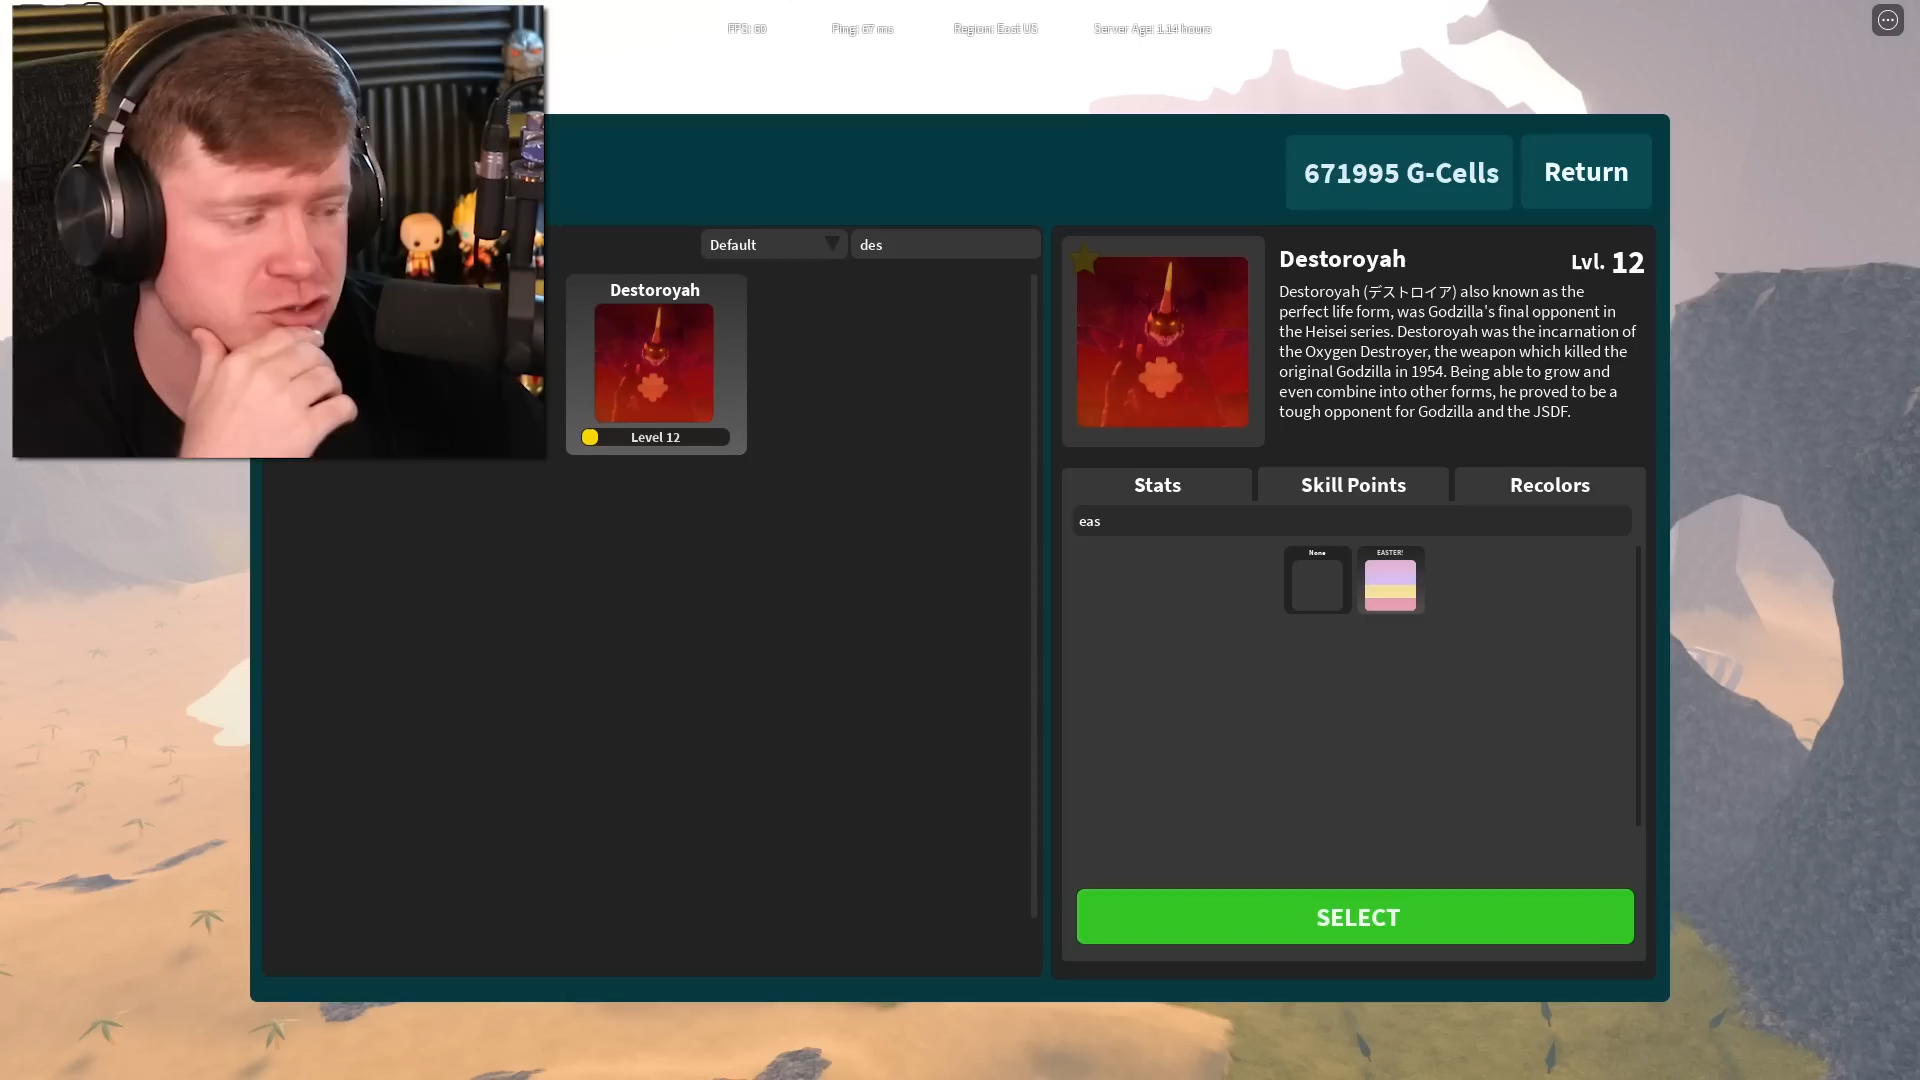 FPS: 60
Ping: 67 ms
Region: East US
Server Age: 1.14 hours
671995 G-Cells
Return
Default
des
Destoroyah
Level 12
Destoroyah
Lvl. 12
Destoroyah (デストロイア) also known as the
perfect life form, was Godzilla's final opponent in
the Heisei series. Destoroyah was the incarnation of
the Oxygen Destroyer, the weapon which killed the
original Godzilla in 1954. Being able to grow and
even combine into other forms, he proved to be a
tough opponent for Godzilla and the JSDF.
Stats
Skill Points
Recolors
eas
None
EASTER!
SELECT